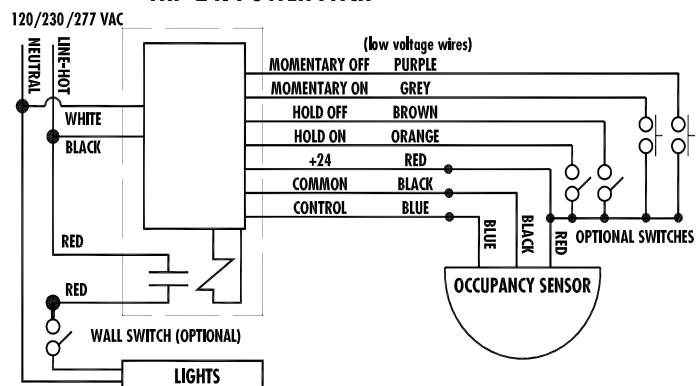 120/230/277 VAC
NEUTRAL
LINE-HOT
(low voltage wires)
MOMENTARY OFF PURPLE
MOMENTARY ON GREY
WHITE
HOLD OFF BROWN
BLACK
HOLD ON ORANGE
+24 RED
COMMON BLACK
CONTROL BLUE
BLUE
BLACK
RED
OPTIONAL SWITCHES
RED
OCCUPANCY SENSOR
RED
WALL SWITCH (OPTIONAL)
LIGHTS